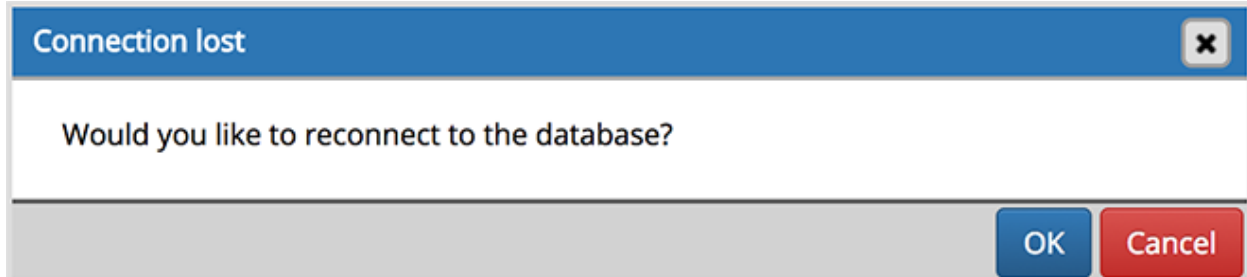 Connection lost
Would you like to reconnect to the database?
OK Cancel